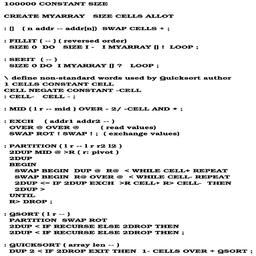 100000 CONSTANT SIZE
CREATE MYARRAY SIZE CELLS ALLOT
: [] ( n addr -- addr[n]) SWAP CELLS + ;
: FILLIT ( -- ) ( reversed order)
SIZE 0 DO SIZE I - I MYARRAY [] ! LOOP ;
: SEEIT ( -- )
SIZE 0 DO I MYARRAY [] ? LOOP ;
\ define non-standard words used by Quicksort author
1 CELLS CONSTANT CELL
CELL NEGATE CONSTANT -CELL
: CELL- CELL - ;
: MID ( l r -- mid ) OVER - 2/ -CELL AND + ;
: EXCH ( addr1 addr2 -- )
OVER @ OVER @ ( read values)
SWAP ROT ! SWAP ! ; ( exchange values)
: PARTITION ( l r -- l r r2 l2 )
2DUP MID @ >R ( r: pivot )
2DUP
BEGIN
SWAP BEGIN DUP @ R@ < WHILE CELL+ REPEAT
SWAP BEGIN R@ OVER @ < WHILE CELL- REPEAT
2DUP <= IF 2DUP EXCH >R CELL+ R> CELL- THEN
2DUP >
UNTIL
R> DROP ;
: QSORT ( l r -- )
PARTITION SWAP ROT
2DUP < IF RECURSE ELSE 2DROP THEN
2DUP < IF RECURSE ELSE 2DROP THEN ;
: QUICKSORT ( array len -- )
DUP 2 < IF 2DROP EXIT THEN 1- CELLS OVER + QSORT ;